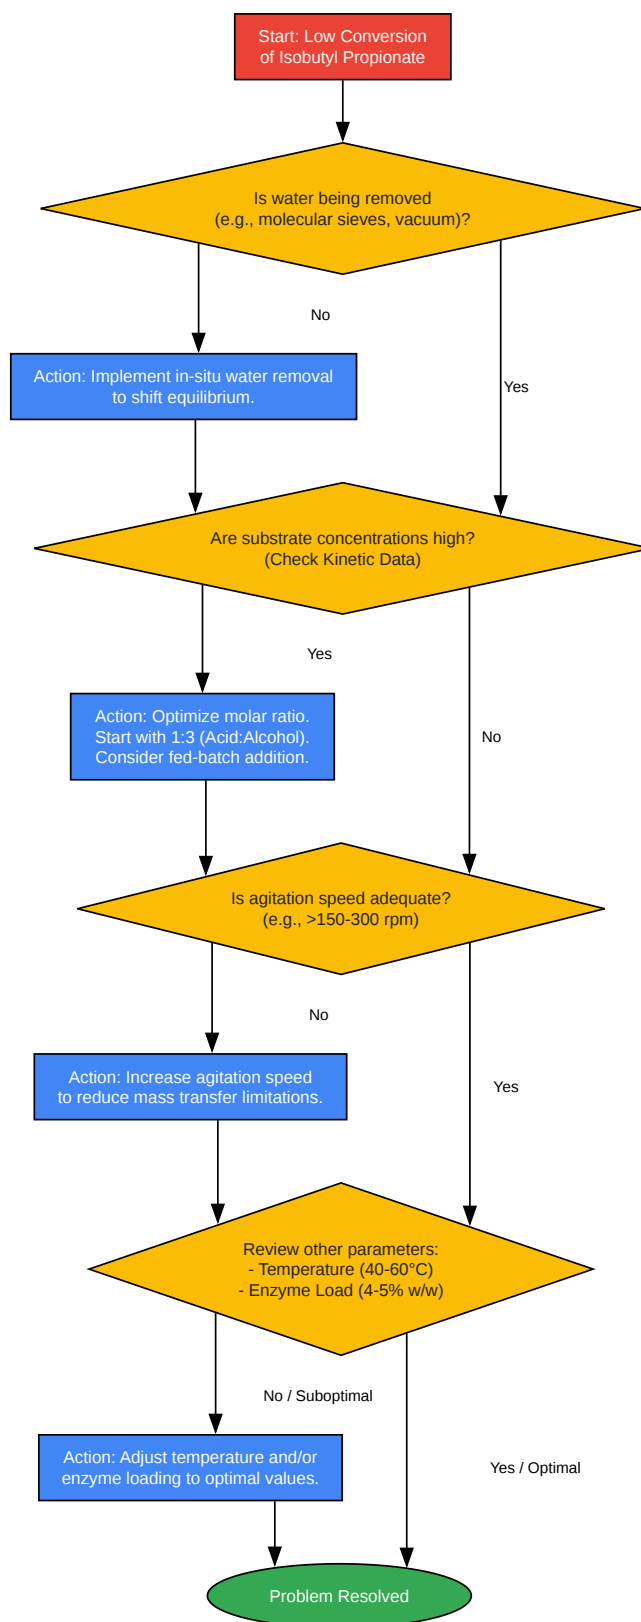 Start: Low Conversion
of Isobutyl Propionate
Is water being removed
(e.g., molecular sieves, vacuum)?
No
Action: Implement in-situ water removal
to shift equilibrium.
Yes
Are substrate concentrations high?
(Check Kinetic Data)
Yes
Action: Optimize molar ratio.
Start with 1:3 (Acid:Alcohol).
Consider fed-batch addition.
No
Is agitation speed adequate?
(e.g., >150-300 rpm)
No
Action: Increase agitation speed
to reduce mass transfer limitations.
Yes
Review other parameters:
- Temperature (40-60°C)
- Enzyme Load (4-5% w/w)
No / Suboptimal
Action: Adjust temperature and/or
enzyme loading to optimal values.
Yes / Optimal
Problem Resolved